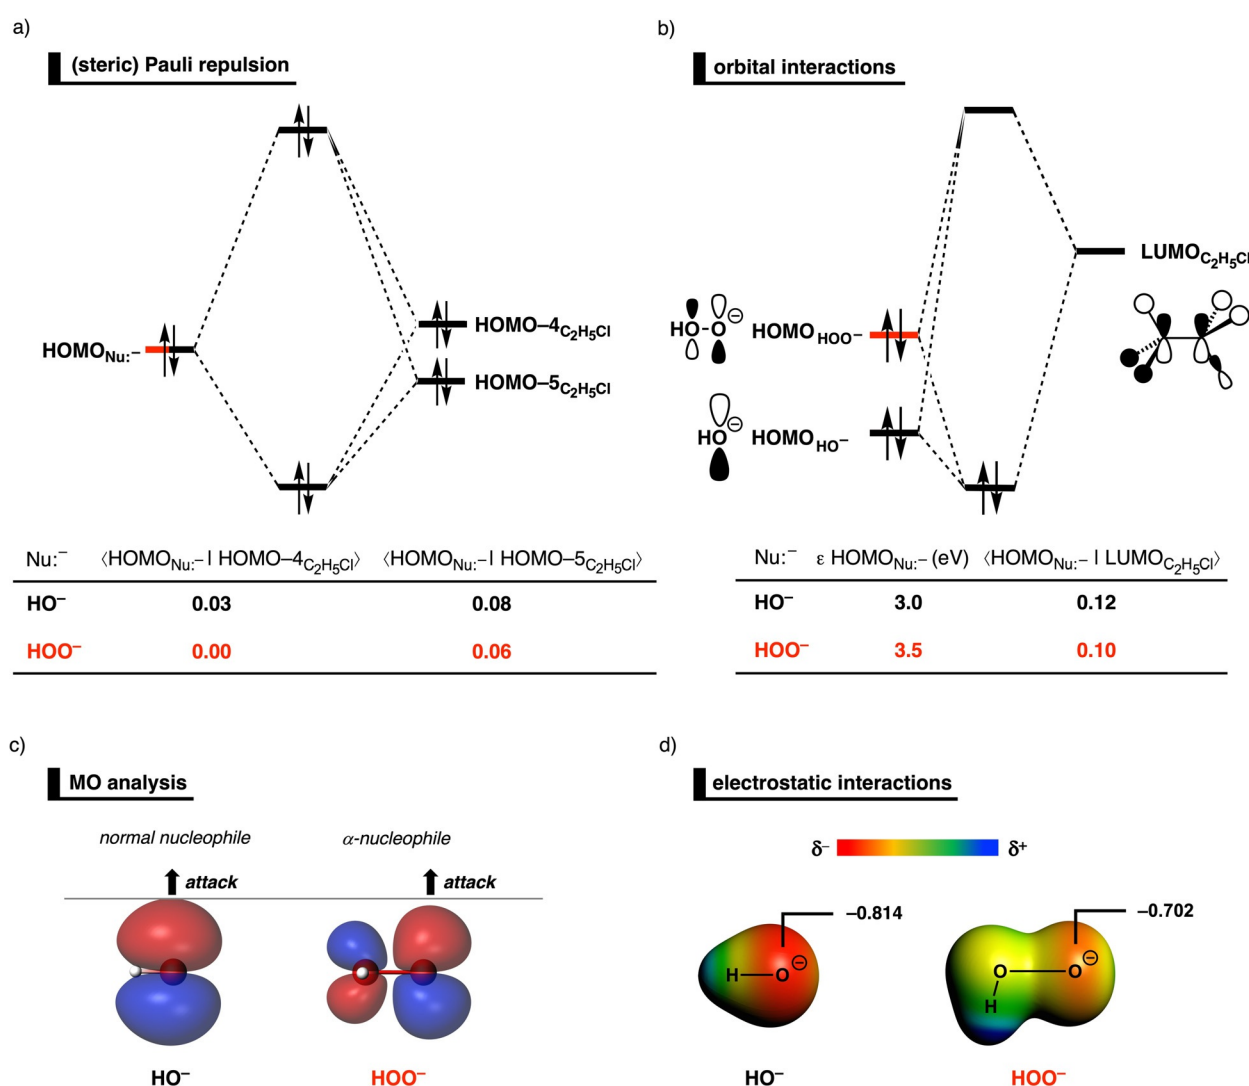 a)
(steric) Pauli repulsion
HOMO–4C2H5Cl
HOMONu:–
HOMO–5C2H5Cl
Nu:– ⟨HOMONu:– I HOMO–4C2H5Cl⟩ ⟨HOMONu:– I HOMO–5C2H5Cl⟩
HO– 0.03 0.08
HOO– 0.00 0.06
b)
orbital interactions
LUMOC2H5Cl
HO–O ⊖ HOMOHOO–
HO ⊖ HOMOHO–
Nu:– ε HOMONu:– (eV) ⟨HOMONu:– I LUMOC2H5Cl⟩
HO– 3.0 0.12
HOO– 3.5 0.10
c)
MO analysis
normal nucleophile α-nucleophile
attack attack
HO– HOO–
d)
electrostatic interactions
δ– δ+
–0.814 –0.702
H–O ⊖ O–O ⊖
H
HO– HOO–